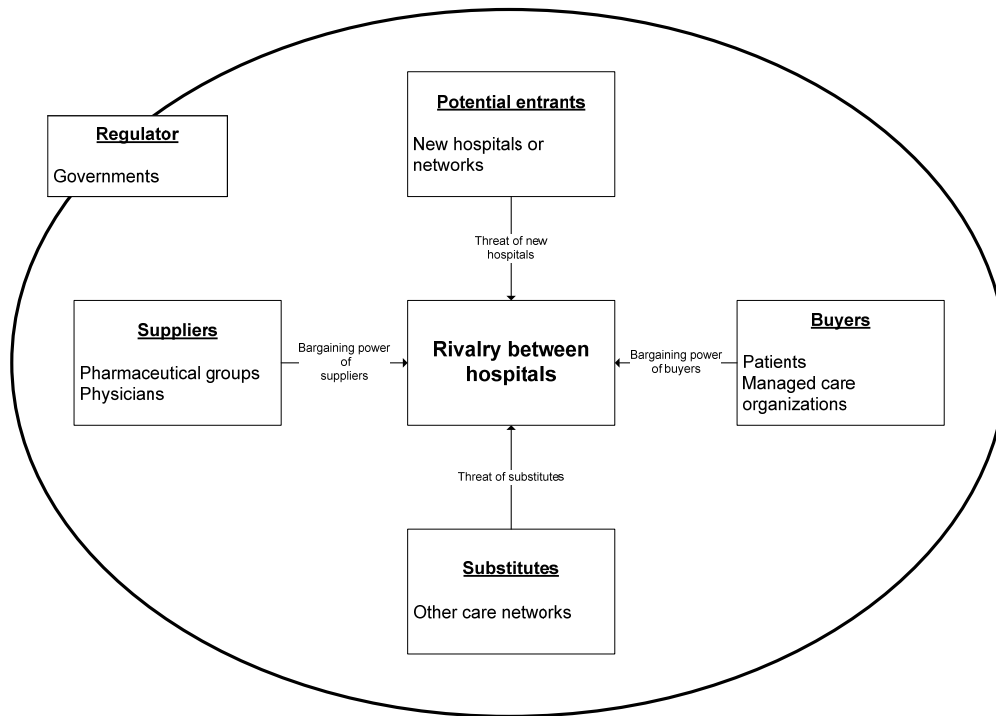 Potential entrants
New hospitals or
networks
Regulator
Governments
Threat of new
hospitals
Suppliers
Pharmaceutical groups
Physicians
Bargaining power
of
suppliers
Rivalry between
hospitals
Bargaining power
of buyers
Buyers
Patients
Managed care
organizations
Threat of substitutes
Substitutes
Other care networks